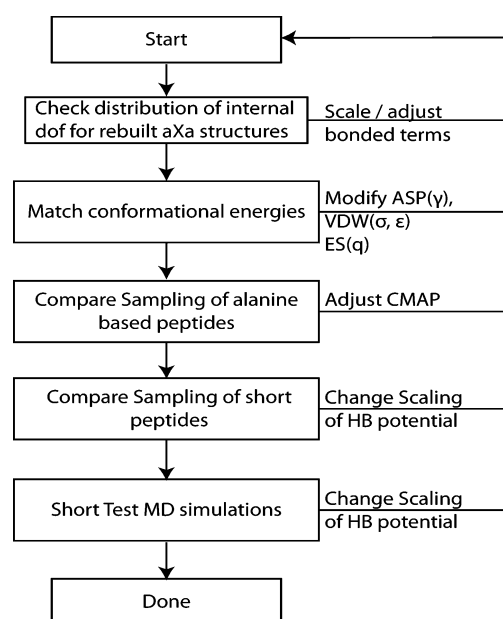 Start
Check distribution of internal
dof for rebuilt aXa structures
Scale / adjust
bonded terms
Match conformational energies
Modify ASP(γ),
VDW(σ, ε)
ES(q)
Compare Sampling of alanine
based peptides
Adjust CMAP
Compare Sampling of short
peptides
Change Scaling
of HB potential
Short Test MD simulations
Change Scaling
of HB potential
Done